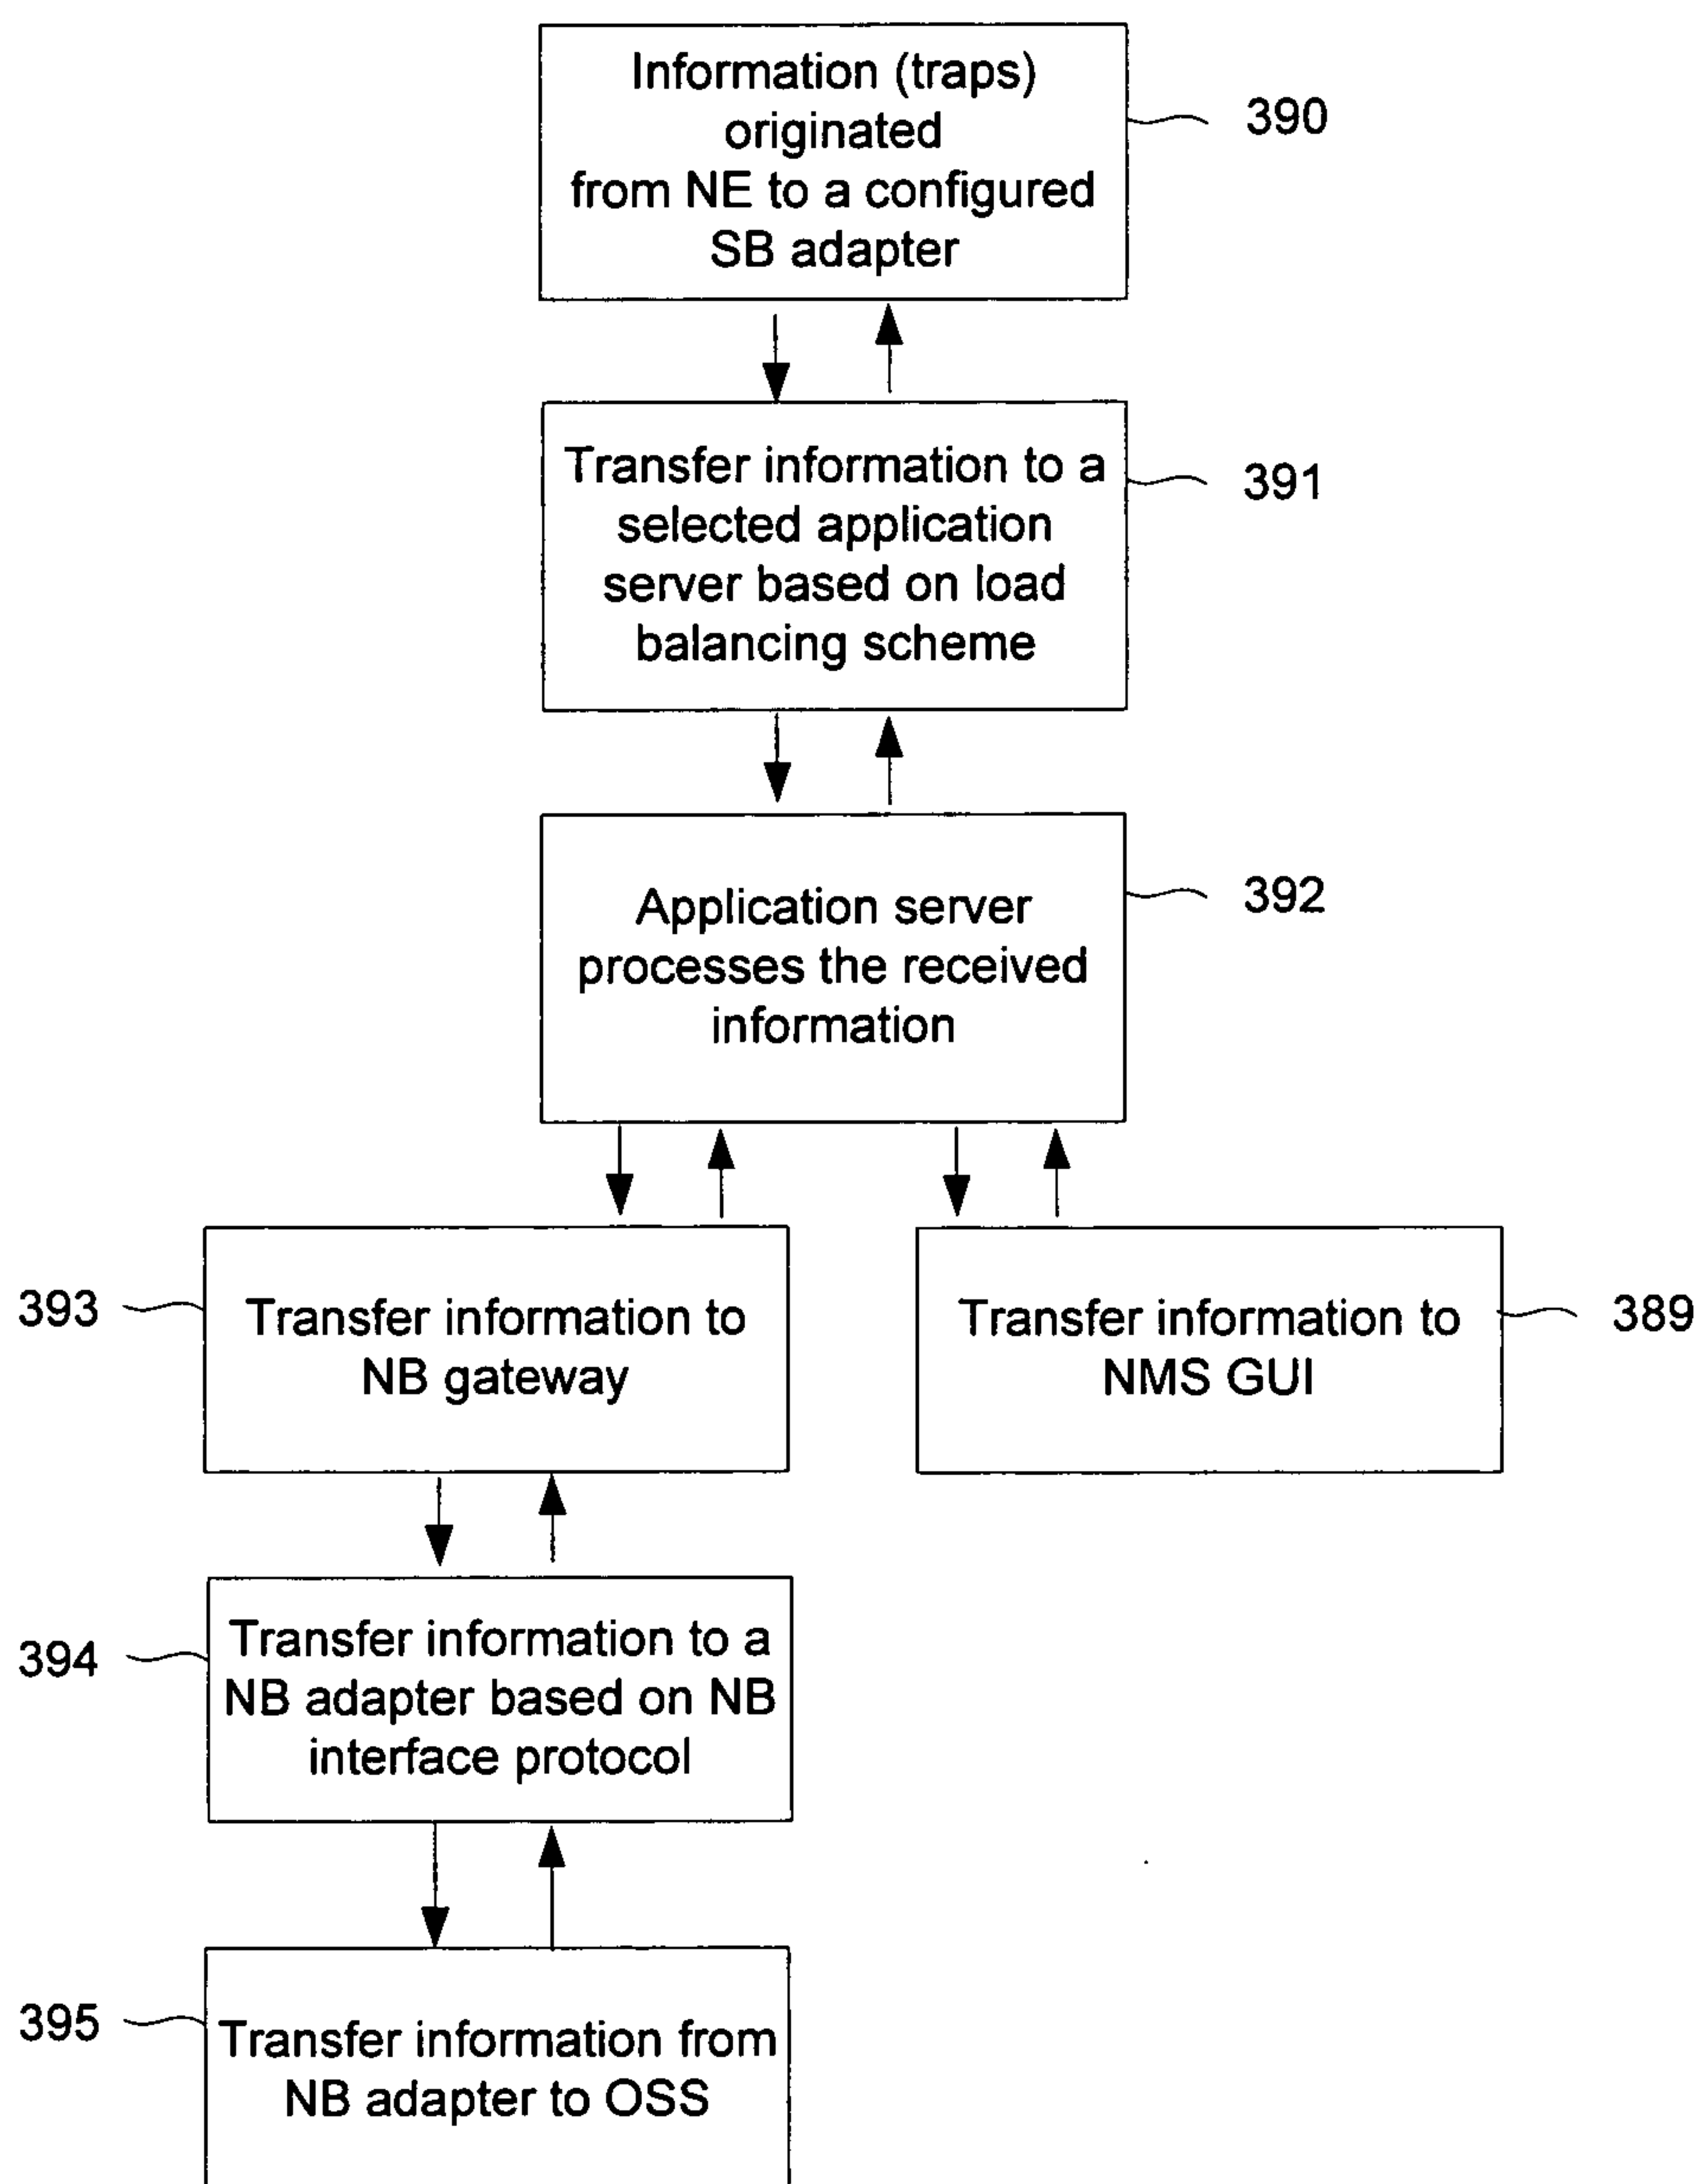 Information (traps)
originated
from NE to a configured
SB adapter
390
Transfer information to a
selected application
server based on load
balancing scheme
391
Application server
processes the received
information
392
393
Transfer information to
NB gateway
Transfer information to
NMS GUI
389
394
Transfer information to a
NB adapter based on NB
interface protocol
395
Transfer information from
NB adapter to OSS